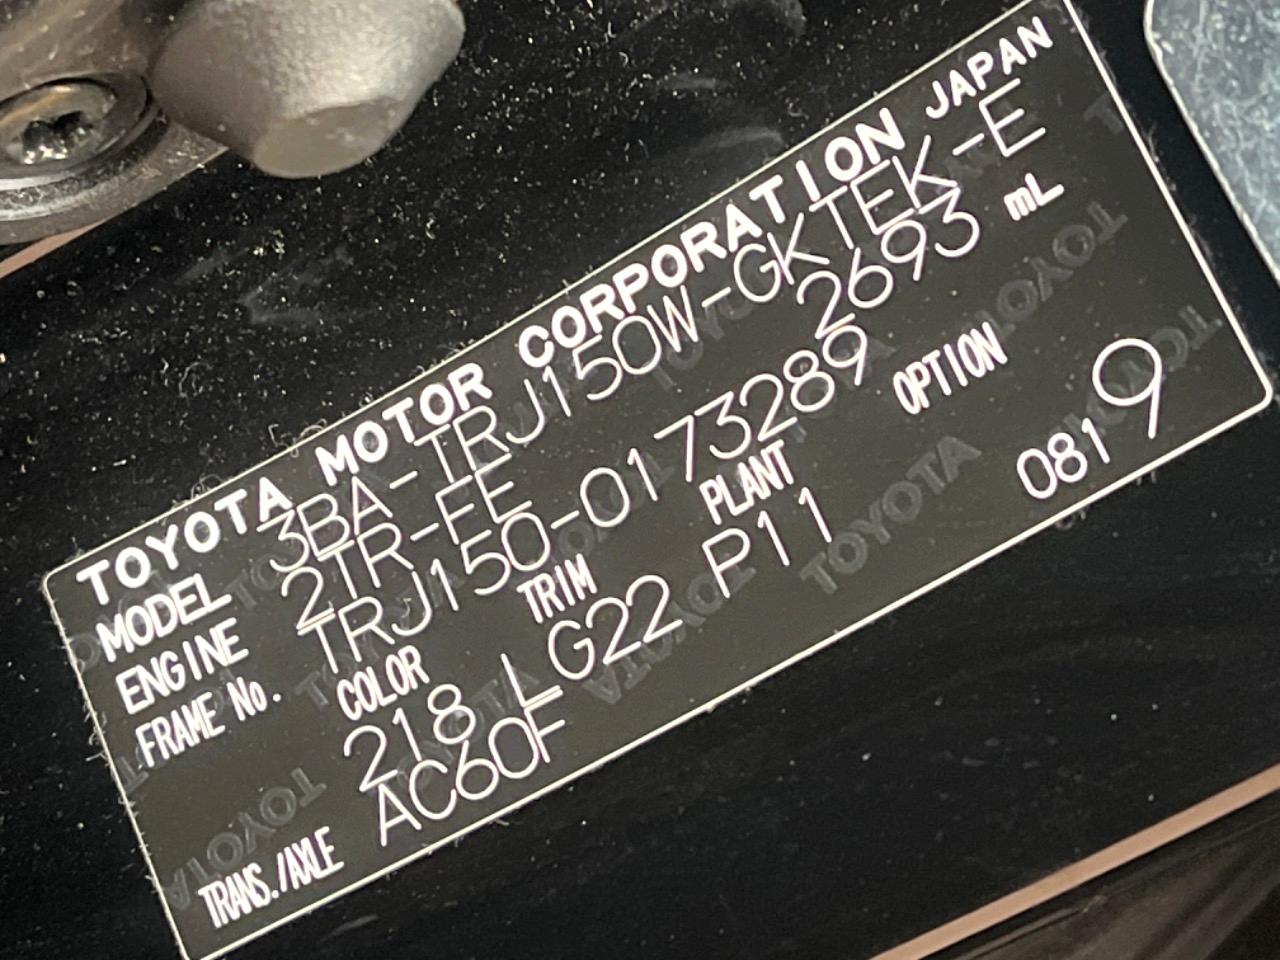 TOYOTA MOTOR CORPORATION JAPAN
MODEL 3BA-TRJ150W-GKTEK-E
ENGINE 2TR-FE 2693 mL
FRAME No. TRJ150-0173289
COLOR TRIM PLANT OPTION
218 LG22 P11 0819
TRANS./AXLE AC60F